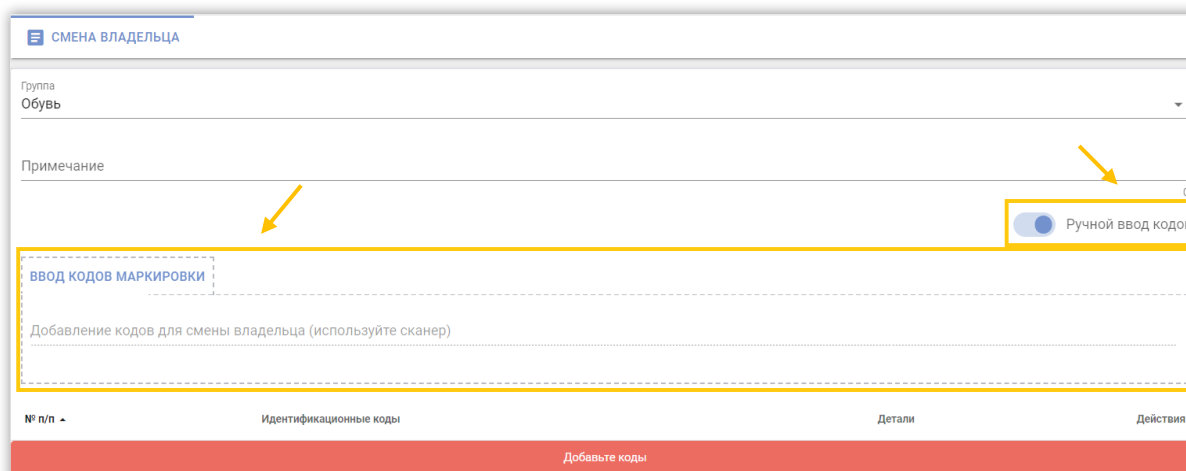 СМЕНА ВЛАДЕЛЬЦА
Группа
Обувь
Примечание
Ручной ввод кодов
ВВОД КОДОВ МАРКИРОВКИ
Добавление кодов для смены владельца (используйте сканер)
№ п/п Идентификационные коды Детали Действия
Добавьте коды